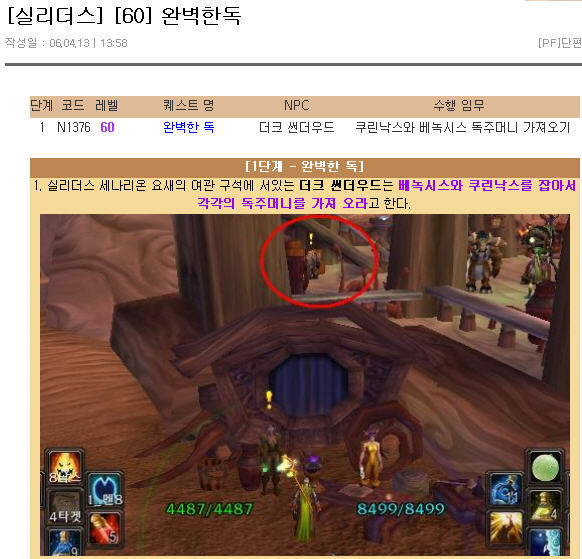 [실리더스] [60] 완벽한독
작성일 : 06.04.13 | 13:58 [PF]단편
단계 코드 레벨 퀘스트 명 NPC 수행 임무
1 N1376 60 완벽한 독 더크 썬더우드 쿠린낙스와 베녹시스 독주머니 가져오기
[1단계 - 완벽한 독]
1. 실리더스 세나리온 요새의 여관 구석에 서있는 더크 썬더우드는 베녹시스와 쿠린낙스를 잡아서
각각의 독주머니를 가져 오라고 한다.
4타겟
5
9
4487/4487
8499/8499
4